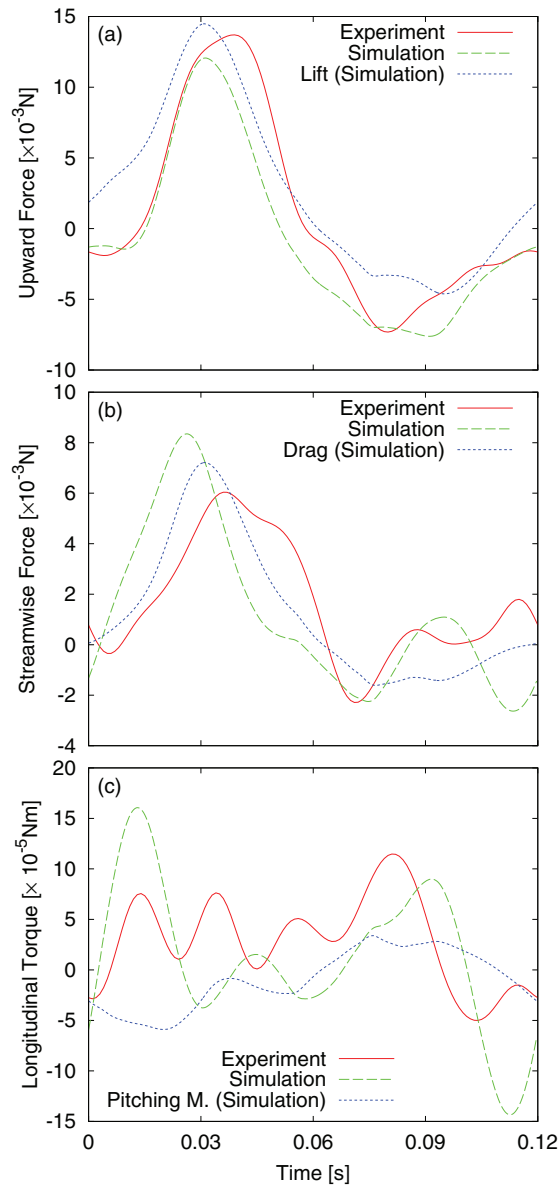 (a)
Experiment
Simulation
Lift (Simulation)
Upward Force [×10⁻³N]
15
10
5
0
-5
-10
(b)
Experiment
Simulation
Drag (Simulation)
Streamwise Force [×10⁻³N]
10
8
6
4
2
0
-2
-4
(c)
Experiment
Simulation
Pitching M. (Simulation)
Longitudinal Torque [× 10⁻⁵Nm]
20
15
10
5
0
-5
-10
-15
0 0.03 0.06 0.09 0.12
Time [s]